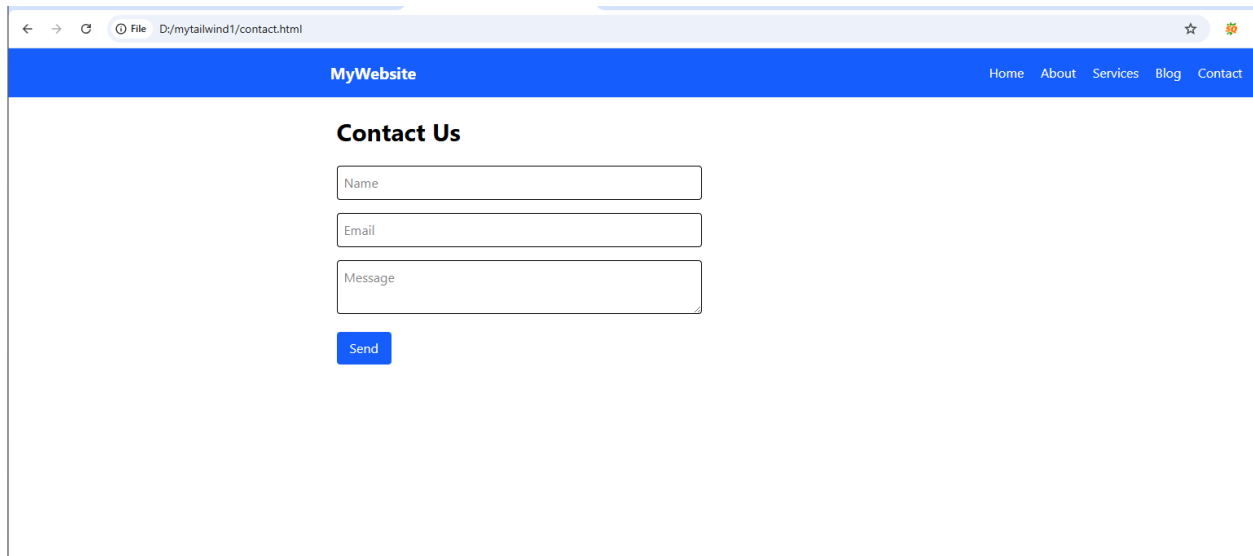 File D:/mytailwind1/contact.html
MyWebsite Home About Services Blog Contact
Contact Us
Name
Email
Message
Send